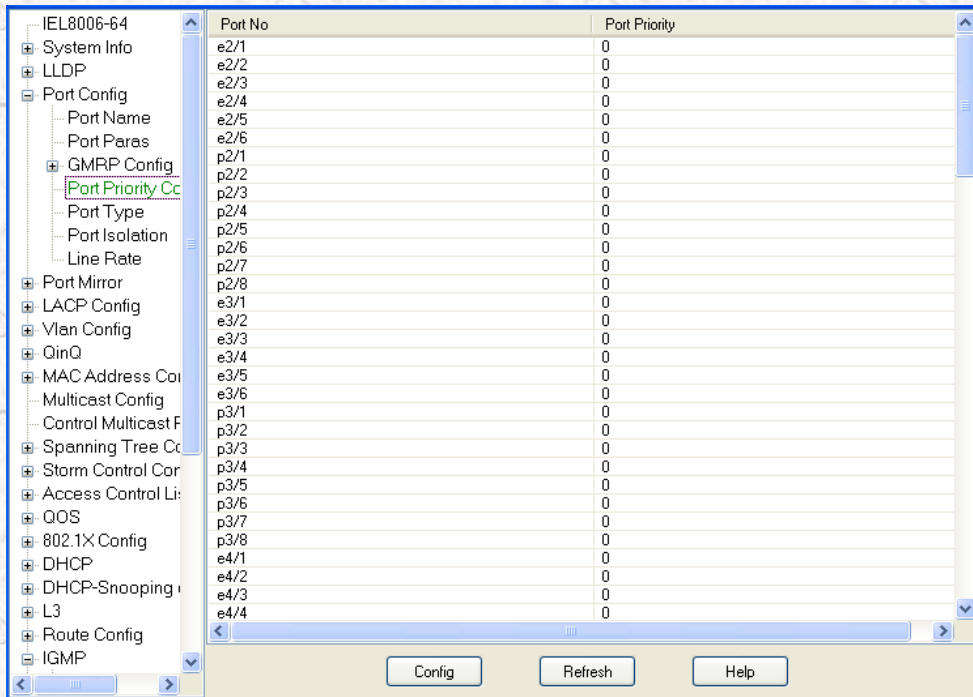 IEL8006-64
System Info
LLDP
Port Config
Port Name
Port Paras
GMRP Config
Port Priority Co
Port Type
Port Isolation
Line Rate
Port Mirror
LACP Config
Vlan Config
QinQ
MAC Address Co
Multicast Config
Control Multicast F
Spanning Tree Co
Storm Control Con
Access Control Li
QOS
802.1X Config
DHCP
DHCP-Snooping
L3
Route Config
IGMP
Port No Port Priority
e2/1 0
e2/2 0
e2/3 0
e2/4 0
e2/5 0
e2/6 0
p2/1 0
p2/2 0
p2/3 0
p2/4 0
p2/5 0
p2/6 0
p2/7 0
p2/8 0
e3/1 0
e3/2 0
e3/3 0
e3/4 0
e3/5 0
e3/6 0
p3/1 0
p3/2 0
p3/3 0
p3/4 0
p3/5 0
p3/6 0
p3/7 0
p3/8 0
e4/1 0
e4/2 0
e4/3 0
e4/4 0
Config Refresh Help